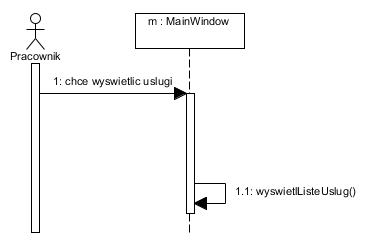 m : MainWindow
Pracownik
1: chce wyswietlic uslugi
1.1: wyswietlListeUslug()